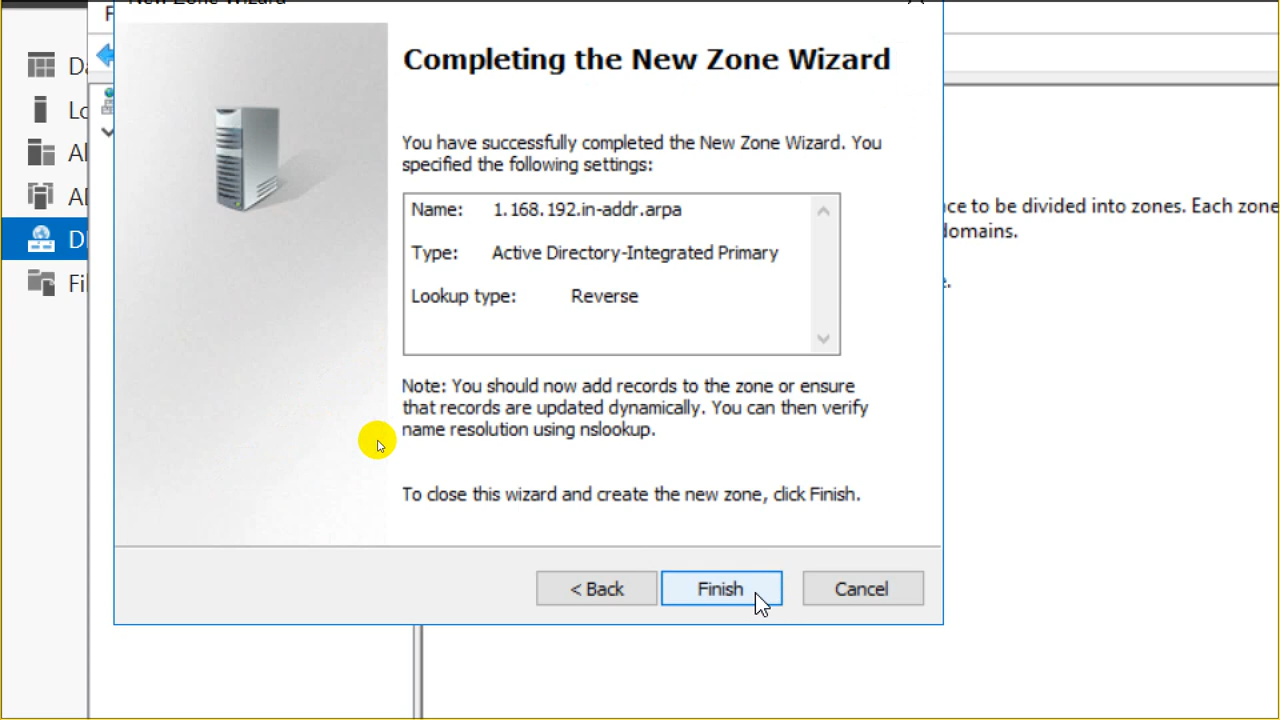 New Zone Wizard
Completing the New Zone Wizard
You have successfully completed the New Zone Wizard. You
specified the following settings:
Name: 1.168.192.in-addr.arpa
Type: Active Directory-Integrated Primary
Lookup type: Reverse
Note: You should now add records to the zone or ensure
that records are updated dynamically. You can then verify
name resolution using nslookup.
To close this wizard and create the new zone, click Finish.
< Back
Finish
Cancel
to be divided into zones. Each zone